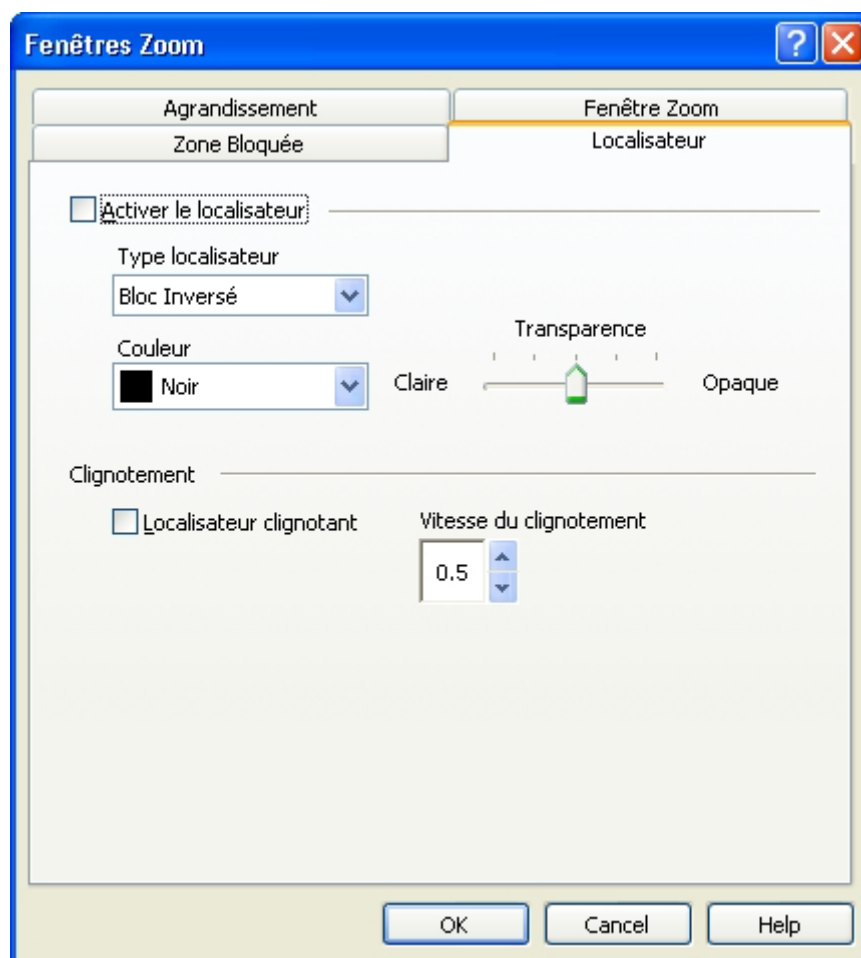 Fenêtres Zoom
Agrandissement
Fenêtre Zoom
Zone Bloquée
Localisateur
Activer le localisateur
Type localisateur
Bloc Inversé
Transparence
Couleur
Noir
Claire
Opaque
Clignotement
Localisateur clignotant
Vitesse du clignotement
0.5
OK
Cancel
Help